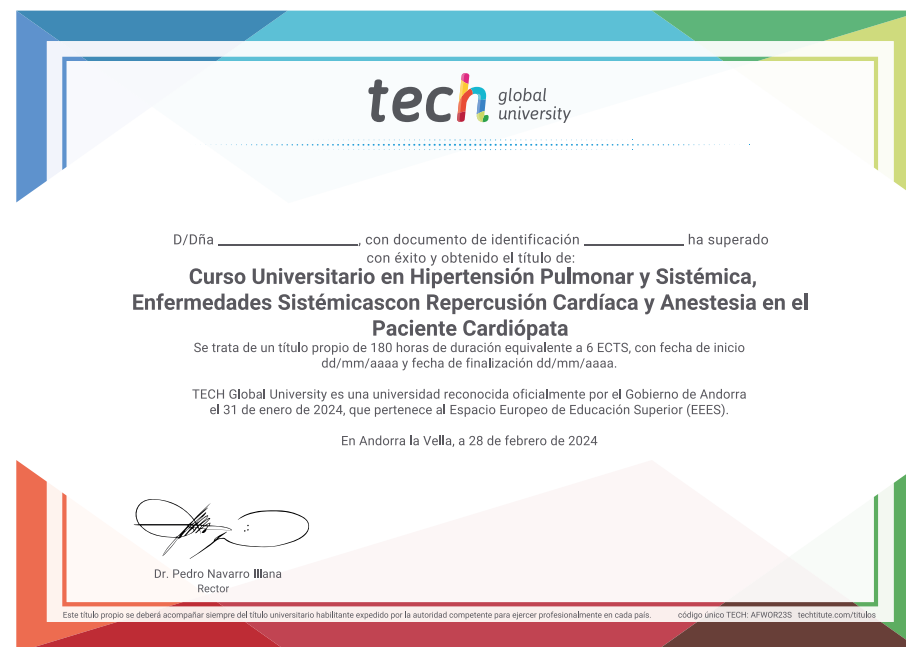 tech global university
D/Dña ______________, con documento de identificación __________ ha superado
con éxito y obtenido el título de:
Curso Universitario en Hipertensión Pulmonar y Sistémica,
Enfermedades Sistémicascon Repercusión Cardíaca y Anestesia en el
Paciente Cardiópata
Se trata de un título propio de 180 horas de duración equivalente a 6 ECTS, con fecha de inicio
dd/mm/aaaa y fecha de finalización dd/mm/aaaa.
TECH Global University es una universidad reconocida oficialmente por el Gobierno de Andorra
el 31 de enero de 2024, que pertenece al Espacio Europeo de Educación Superior (EEES).
En Andorra la Vella, a 28 de febrero de 2024
Dr. Pedro Navarro Illana
Rector
Este título propio se deberá acompañar siempre del título universitario habilitante expedido por la autoridad competente para ejercer profesionalmente en cada país. código único TECH: AFWOR23S techtitute.com/titulos